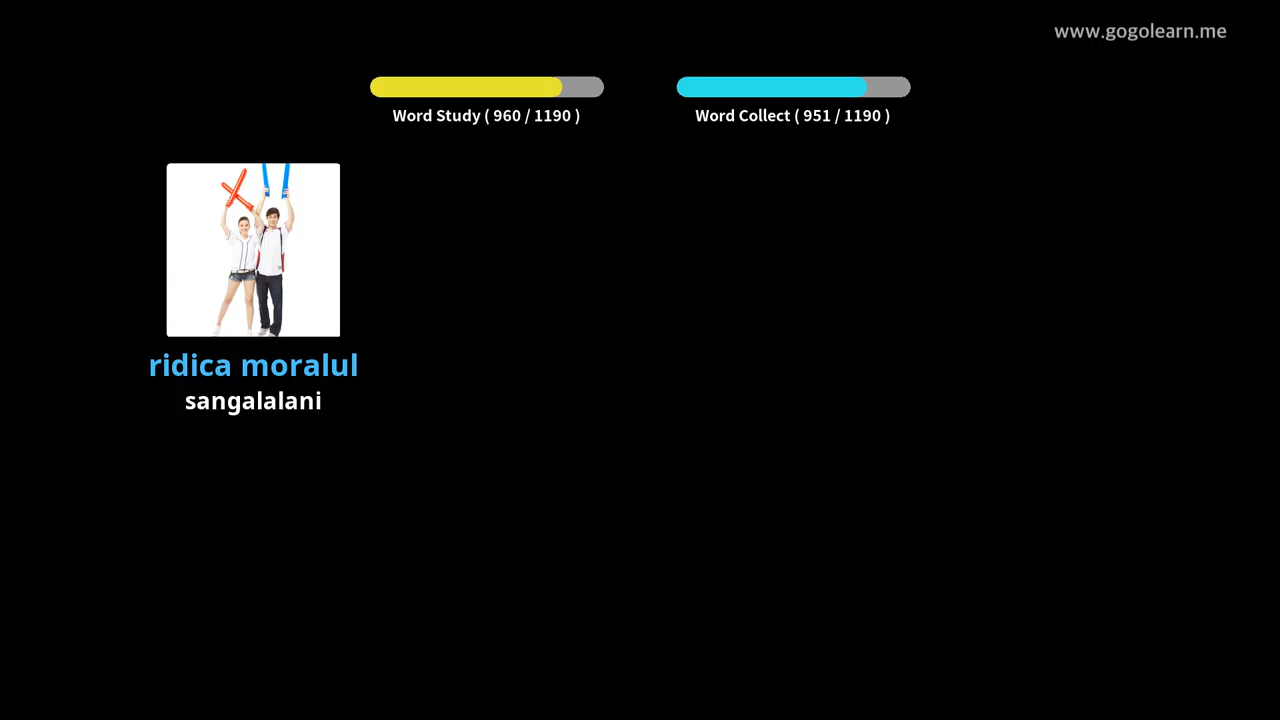 www.gogolearn.me
Word Study ( 960 / 1190 )
Word Collect ( 951 / 1190 )
ridica moralul
sangalalani